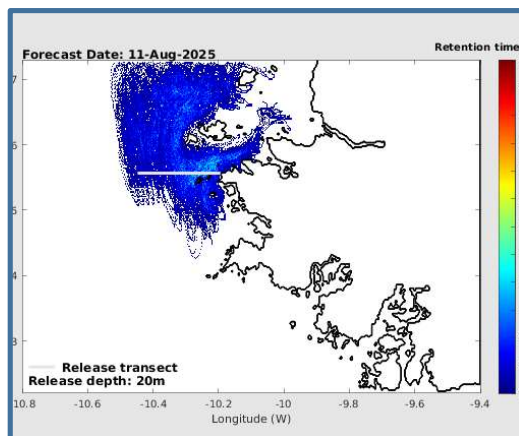 Forecast Date: 11-Aug-2025
Retention time
7
6
5
4
3
Release transect
Release depth: 20m
-10.8
-10.6
-10.4
-10.2
-10
-9.8
-9.6
-9.4
Longitude (W)